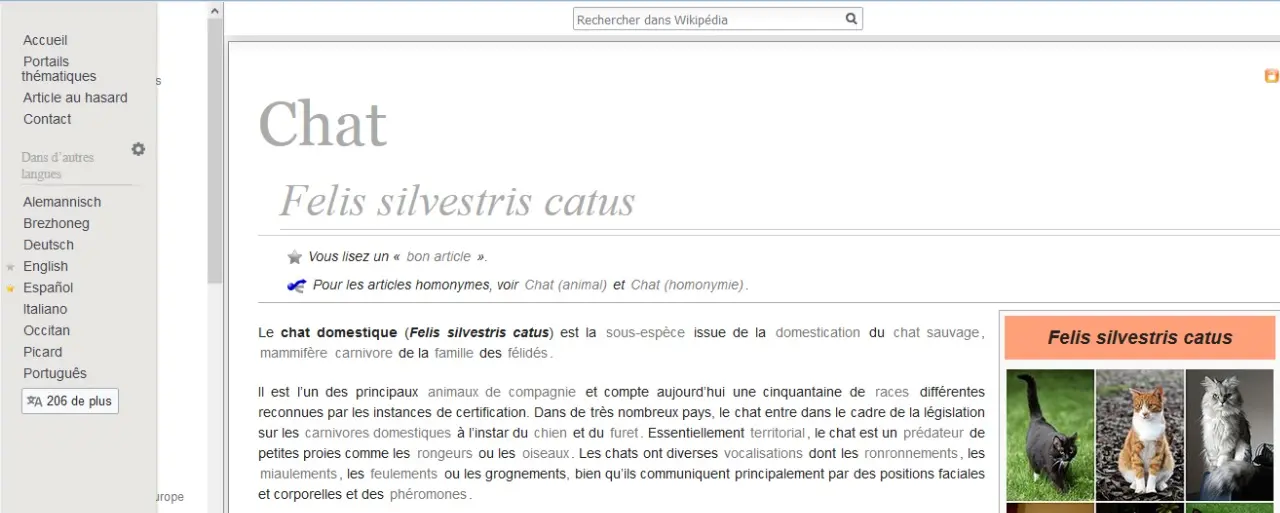 Rechercher dans Wikipédia
Accueil
Portails
thématiques
Article au hasard
Contact
Dans d'autres
langues
Alemannisch
Brezhoneg
Deutsch
English
Español
Italiano
Occitan
Picard
Português
206 de plus
s
urope
Chat
Felis silvestris catus
Vous lisez un « bon article ».
Pour les articles homonymes, voir Chat (animal) et Chat (homonymie).
Le chat domestique (Felis silvestris catus) est la sous-espèce issue de la domestication du chat sauvage,
mammifère carnivore de la famille des félidés.
Il est l'un des principaux animaux de compagnie et compte aujourd'hui une cinquantaine de races différentes
reconnues par les instances de certification. Dans de très nombreux pays, le chat entre dans le cadre de la législation
sur les carnivores domestiques à l'instar du chien et du furet. Essentiellement territorial, le chat est un prédateur de
petites proies comme les rongeurs ou les oiseaux. Les chats ont diverses vocalisations dont les ronronnements, les
miaulements, les feulements ou les grognements, bien qu'ils communiquent principalement par des positions faciales
et corporelles et des phéromones.
Felis silvestris catus